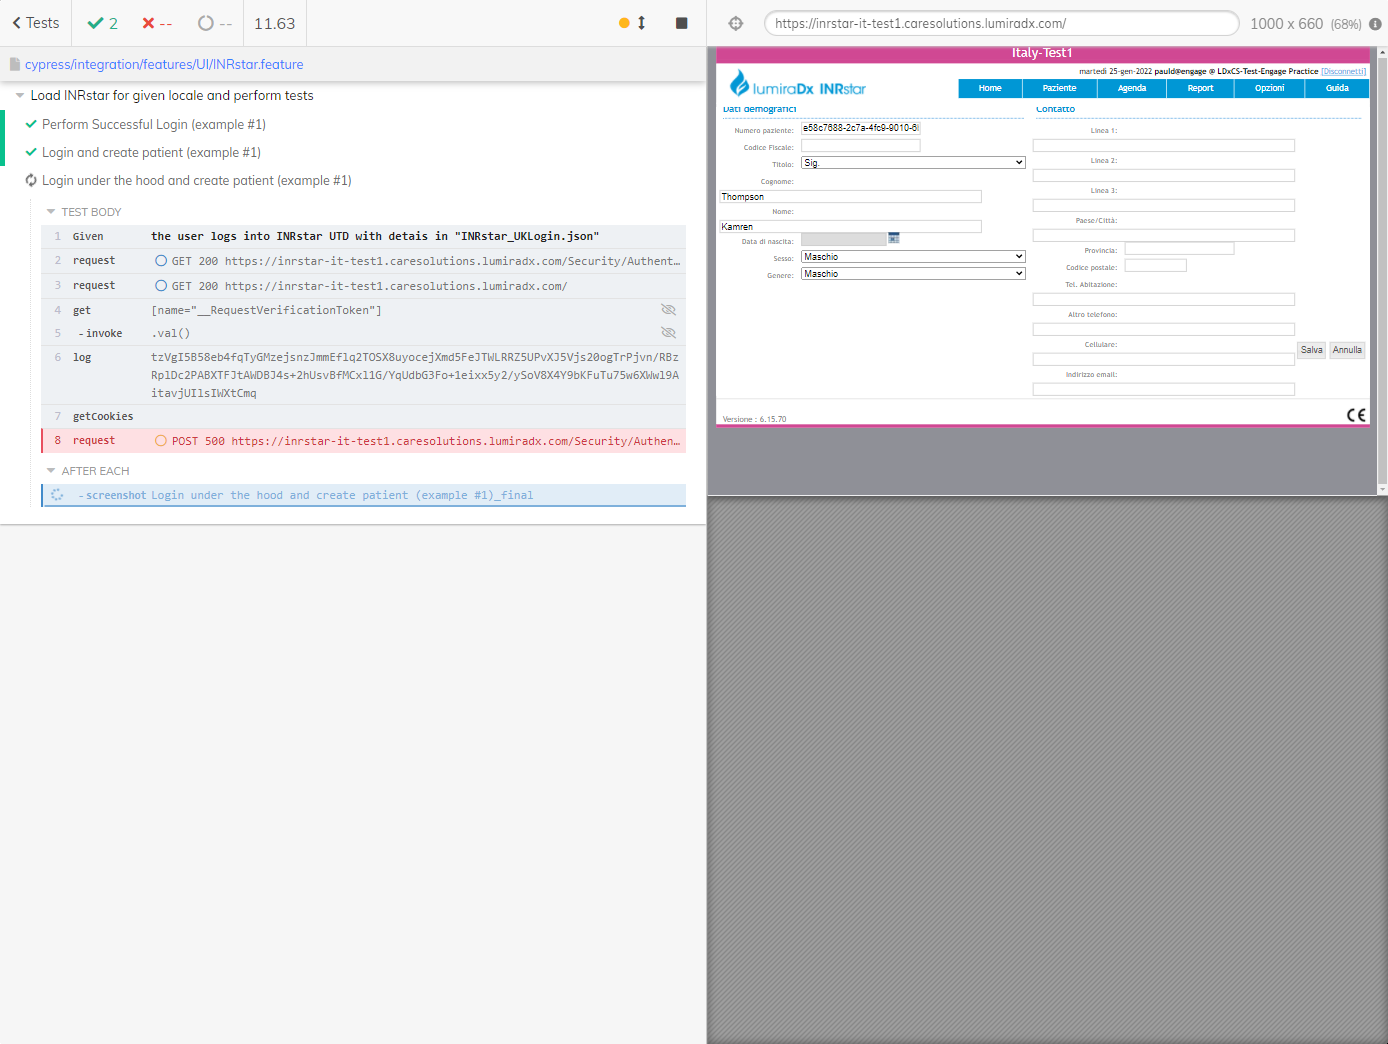 Tests
2
--
--
11.63
cypress/integration/features/UI/INRstar.feature
Load INRstar for given locale and perform tests
Perform Successful Login (example #1)
Login and create patient (example #1)
Login under the hood and create patient (example #1)
TEST BODY
1 Given the user logs into INRstar UTD with detais in "INRstar_UKLogin.json"
2 request GET 200 https://inrstar-it-test1.caresolutions.lumiradx.com/Security/Authent…
3 request GET 200 https://inrstar-it-test1.caresolutions.lumiradx.com/
4 get [name="__RequestVerificationToken"]
5 - invoke .val()
6 log tzVgI5B58eb4fqTyGMzejsnzJmmEflq2TOSX8uyocejXmd5FeJTWLRRZ5UPvXJ5Vjs20ogTrPjvn/RBz
RplDc2PABXTFJtAWDBJ4s+2hUsvBfMCxl1G/YqUdbG3Fo+1eixx5y2/ySoV8X4Y9bKFuTu75w6XWwl9A
itavjUIlsIWXtCmq
7 getCookies
8 request POST 500 https://inrstar-it-test1.caresolutions.lumiradx.com/Security/Authen…
AFTER EACH
- screenshot Login under the hood and create patient (example #1)_final
https://inrstar-it-test1.caresolutions.lumiradx.com/
1000 x 660 (68%)
Italy-Test1
martedì 25-gen-2022 pauld@engage @ LDxCS-Test-Engage Practice [Disconnetti]
lumiraDx INRstar
Home Paziente Agenda Report Opzioni Guida
Dati demografici
Numero paziente: e58c7688-2c7a-4fc9-9010-6
Codice Fiscale:
Titolo: Sig.
Cognome:
Thompson
Nome:
Kamren
Data di nascita:
Sesso: Maschio
Genere: Maschio
Contatto
Linea 1:
Linea 2:
Linea 3:
Paese/Città:
Provincia:
Codice postale:
Tel. Abitazione:
Altro telefono:
Cellulare:
Indirizzo email:
Salva Annulla
Versione : 6.15.70
CE